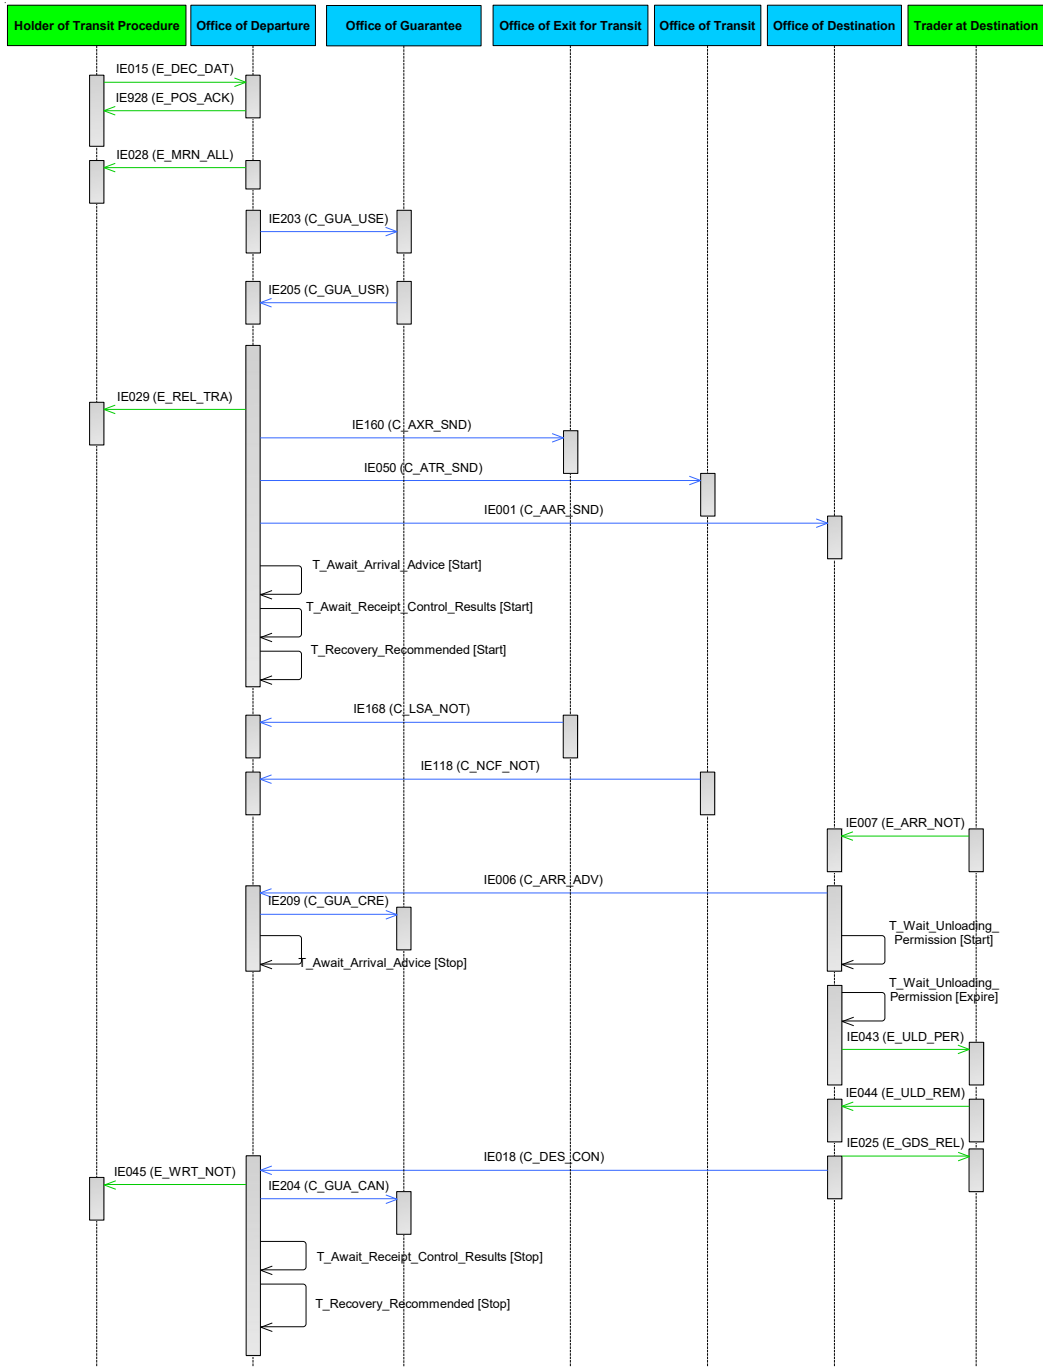 Holder of Transit Procedure
Office of Departure
Office of Guarantee
Office of Exit for Transit
Office of Transit
Office of Destination
Trader at Destination
IE015 (E_DEC_DAT)
IE928 (E_POS_ACK)
IE028 (E_MRN_ALL)
IE203 (C_GUA_USE)
IE205 (C_GUA_USR)
IE029 (E_REL_TRA)
IE160 (C_AXR_SND)
IE050 (C_ATR_SND)
IE001 (C_AAR_SND)
T_Await_Arrival_Advice [Start]
T_Await_Receipt_Control_Results [Start]
T_Recovery_Recommended [Start]
IE168 (C_LSA_NOT)
IE118 (C_NCF_NOT)
IE007 (E_ARR_NOT)
IE006 (C_ARR_ADV)
IE209 (C_GUA_CRE)
T_Wait_Unloading_
Permission [Start]
T_Await_Arrival_Advice [Stop]
T_Wait_Unloading_
Permission [Expire]
IE043 (E_ULD_PER)
IE044 (E_ULD_REM)
IE025 (E_GDS_REL)
IE018 (C_DES_CON)
IE045 (E_WRT_NOT)
IE204 (C_GUA_CAN)
T_Await_Receipt_Control_Results [Stop]
T_Recovery_Recommended [Stop]